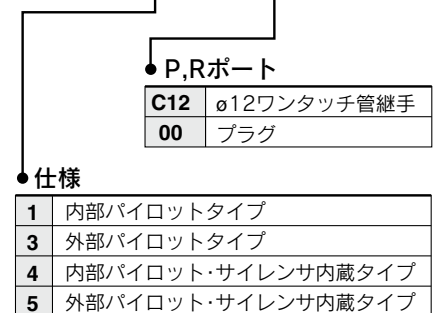 P,Rポート
C12 ø12ワンタッチ管継手
00 プラグ
仕様
1 内部パイロットタイプ
3 外部パイロットタイプ
4 内部パイロット･サイレンサ内蔵タイプ
5 外部パイロット･サイレンサ内蔵タイプ